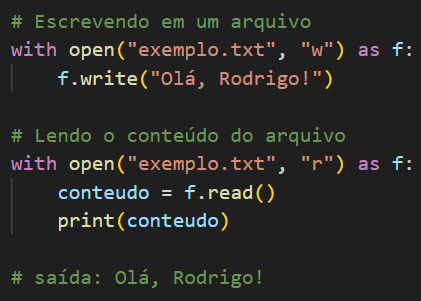 # Escrevendo em um arquivo
with open("exemplo.txt", "w") as f:
    f.write("Olá, Rodrigo!")
# Lendo o conteúdo do arquivo
with open("exemplo.txt", "r") as f:
    conteudo = f.read()
    print(conteudo)
# saída: Olá, Rodrigo!